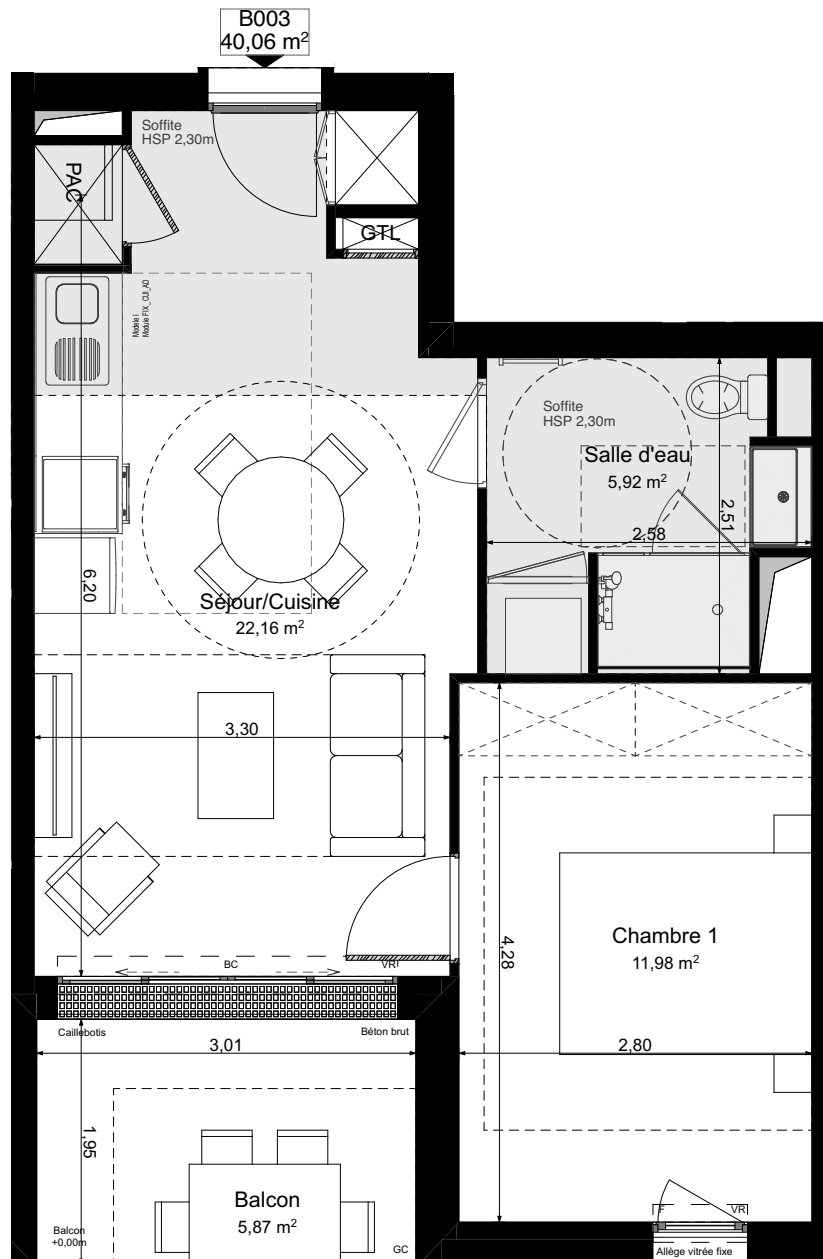 B003
40,06 m²
Soffite
HSP 2,30m
PAC
GTL
Modele I
Module FIX_CUI_AD
Soffite
HSP 2,30m
Salle d'eau
5,92 m²
2,51
2,58
6,20
Séjour/Cuisine
22,16 m²
3,30
Chambre 1
11,98 m²
4,28
BC
VR
Caillebotis
Béton brut
3,01
2,80
1,95
Balcon
5,87 m²
Balcon
+0,00m
GC
F
VR
Allège vitrée fixe